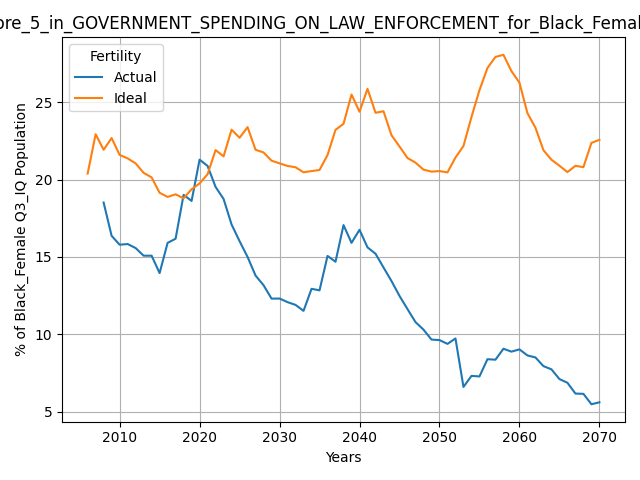 ore_5_in_GOVERNMENT_SPENDING_ON_LAW_ENFORCEMENT_for_Black_Femal
Fertility
Actual
Ideal
% of Black_Female Q3_IQ Population
25
20
15
10
5
2010 2020 2030 2040 2050 2060 2070
Years